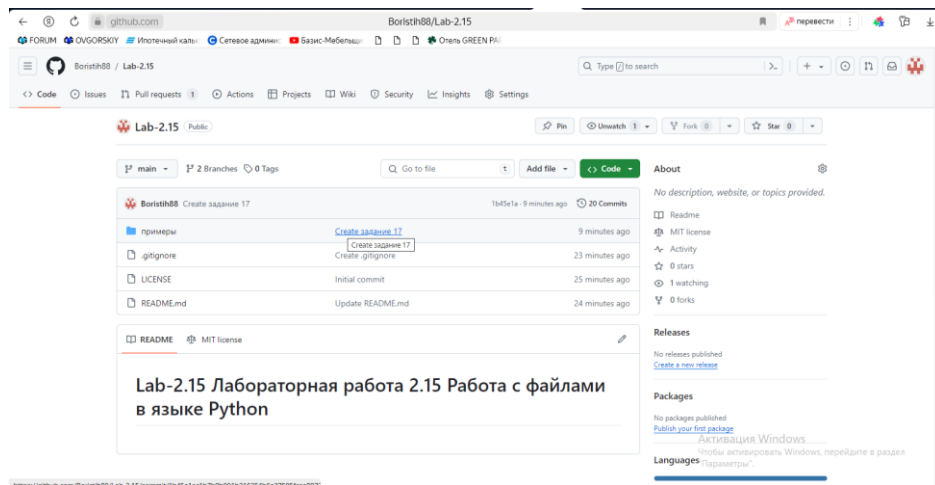 github.com
Boristih88/Lab-2.15
перевести
FORUM OVGORSKIY Ипотечный каль Сетевое админи Базис-Мебельщи Отель GREEN PA
Boristih88 / Lab-2.15
Type / to search
Code Issues Pull requests 1 Actions Projects Wiki Security Insights Settings
Lab-2.15 Public
Pin Unwatch 1 Fork 0 Star 0
main 2 Branches 0 Tags
Go to file t Add file Code
About
No description, website, or topics provided.
Boristih88 Create задание 17 1b45e1a · 9 minutes ago 20 Commits
примеры Create задание 17 9 minutes ago
Create задание 17
.gitignore Create .gitignore 23 minutes ago
LICENSE Initial commit 25 minutes ago
README.md Update README.md 24 minutes ago
Readme
MIT license
Activity
0 stars
1 watching
0 forks
README MIT license
Lab-2.15 Лабораторная работа 2.15 Работа с файлами
в языке Python
Releases
No releases published
Create a new release
Packages
No packages published
Publish your first package
Languages
Активация Windows
Чтобы активировать Windows, перейдите в раздел
"Параметры".